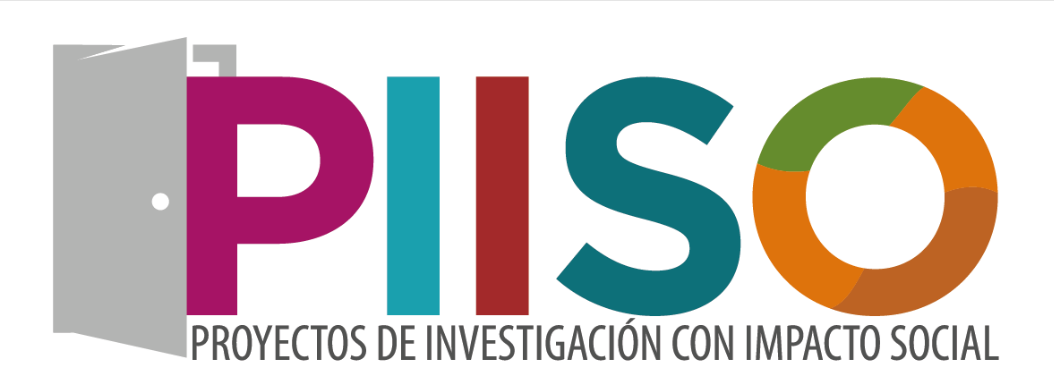 PIISO
PROYECTOS DE INVESTIGACIÓN CON IMPACTO SOCIAL